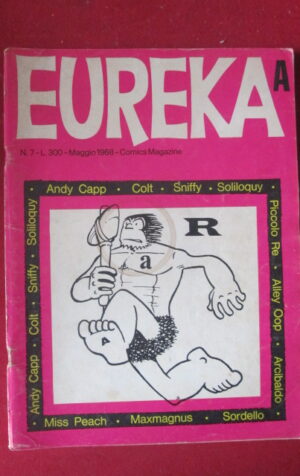 EUREKA
A
N. 7 - L. 300 - Maggio 1968 - Comics Magazine
Andy Capp • Colt • Sniffy • Soliloquy
Piccolo Re • Alley Oop • Arcibaldo
Andy Capp • Colt • Sniffy • Soliloquy
R
a
A
Miss Peach • Maxmagnus • Sordello •